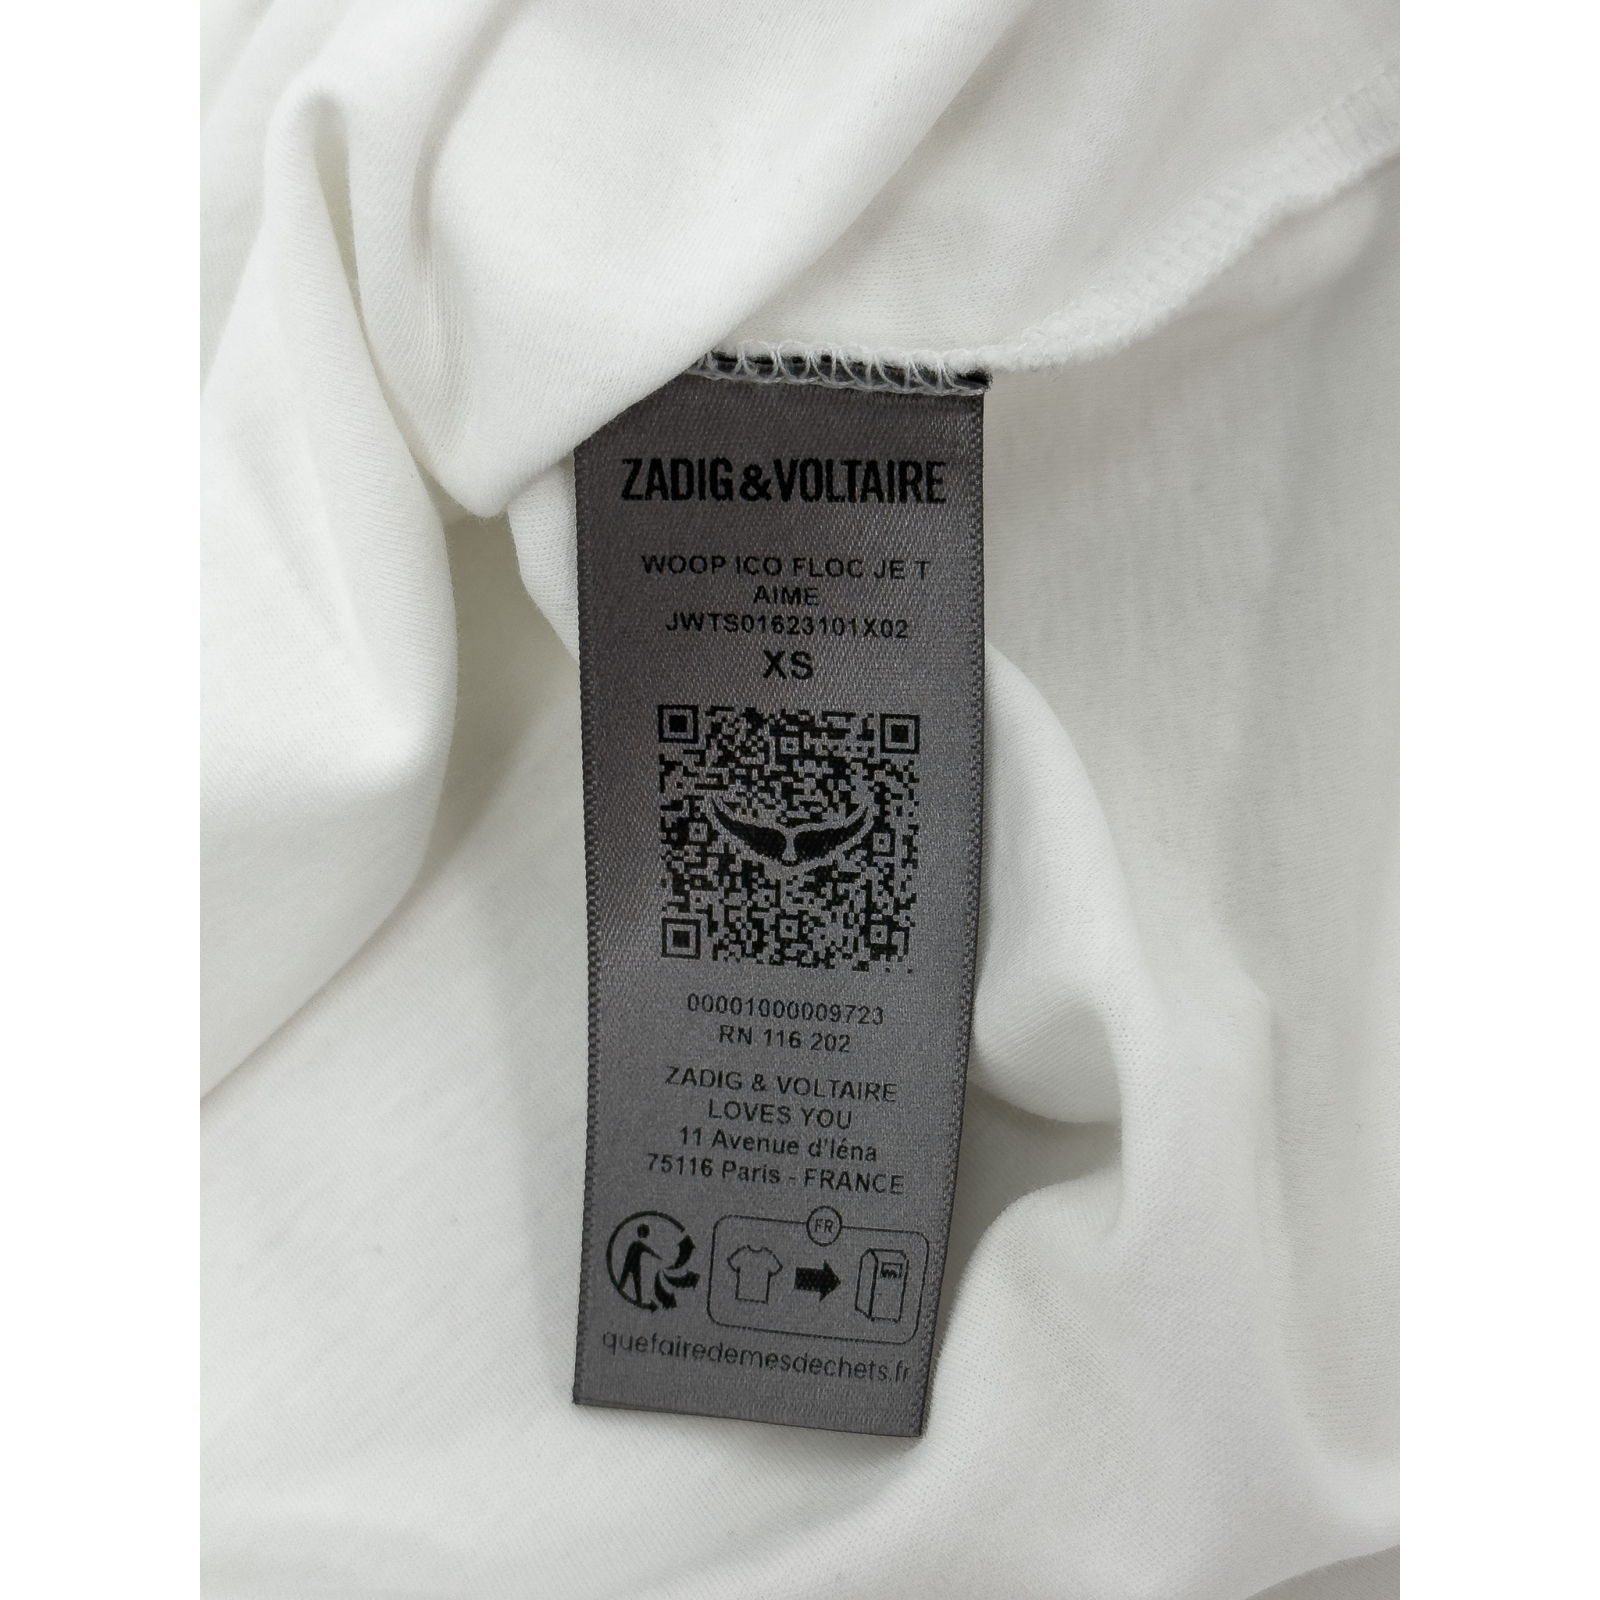 ZADIG&VOLTAIRE
WOOP ICO FLOC JE T
AIME
JWTS01623101X02
XS
00001000009723
RN 116 202
ZADIG & VOLTAIRE
LOVES YOU
11 Avenue d'Iéna
75116 Paris - FRANCE
FR
quefairedemesdechets.fr